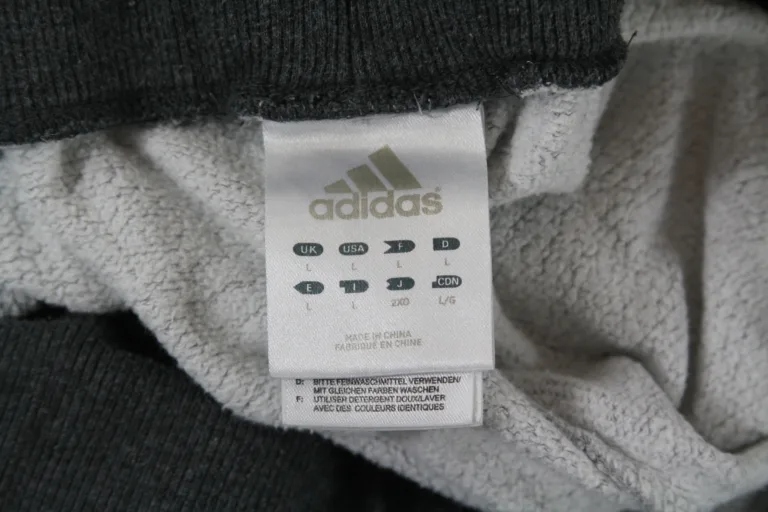 adidas
UK USA F D
L L L L
E I J CDN
L L 2XO L/G
MADE IN CHINA
FABRIQUE EN CHINE
D: BITTE FEINWASCHMITTEL VERWENDEN/
MIT GLEICHEN FARBEN WASCHEN
F: UTILISER DETERGENT DOUX/LAVER
AVEC DES COULEURS IDENTIQUES